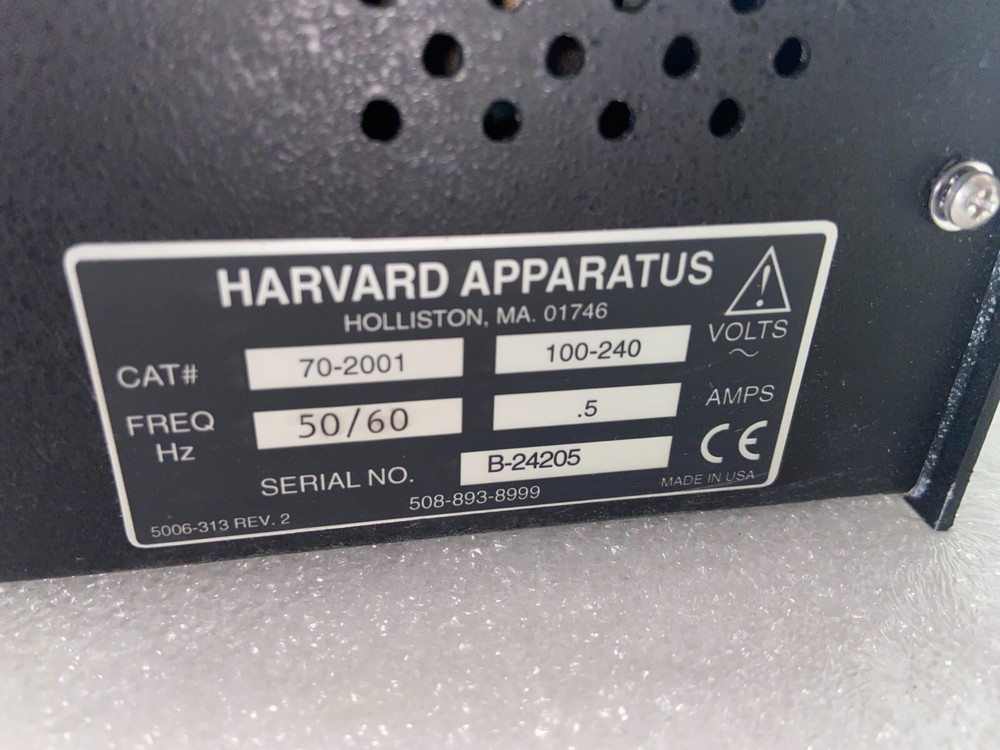 HARVARD APPARATUS
HOLLISTON, MA. 01746
CAT# 70-2001 100-240 VOLTS ~
FREQ Hz 50/60 .5 AMPS
SERIAL NO. B-24205 CE
508-893-8999 MADE IN USA
5006-313 REV. 2